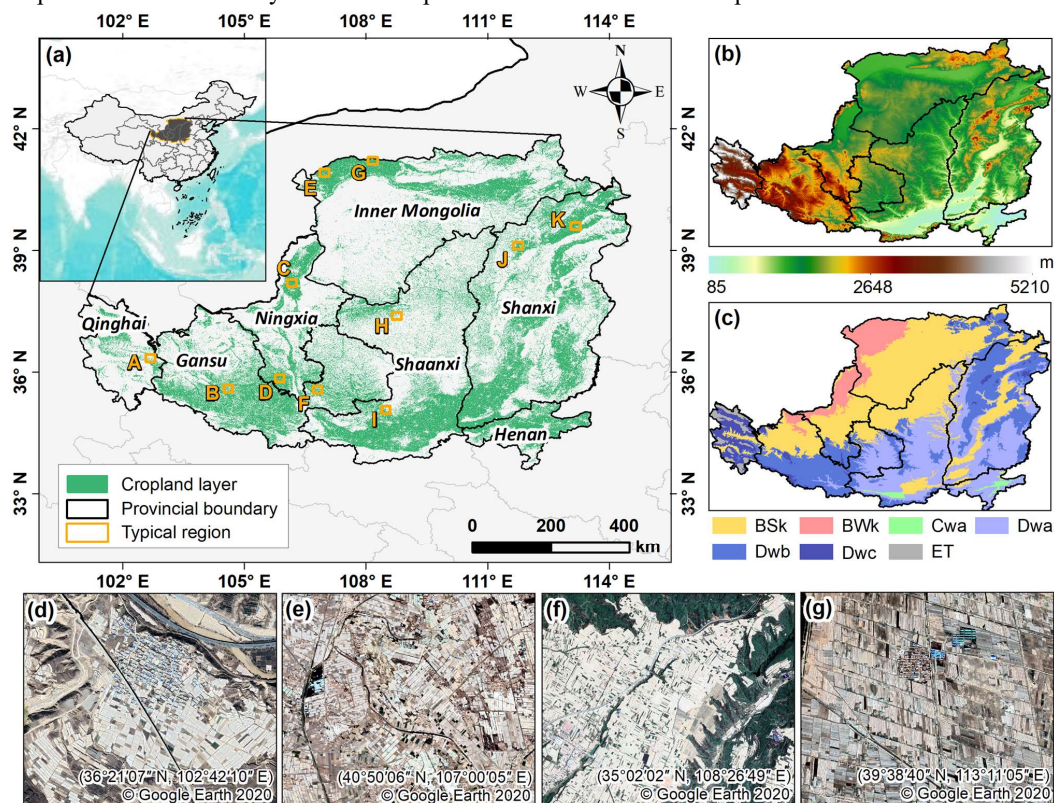 102° E 105° E 108° E 111° E 114° E
(a)
N
W E
S
42° N
39° N
36° N
33° N
42° N
39° N
36° N
33° N
E
G
Inner Mongolia
K
C
J
Ningxia
H
Shanxi
Qinghai
A
Gansu
Shaanxi
B
D
F
I
Henan
Cropland layer
Provincial boundary
Typical region
0 200 400
km
102° E 105° E 108° E 111° E 114° E
(b)
m
85 2648 5210
(c)
BSk BWk Cwa Dwa
Dwb Dwc ET
(d)
(36°21′07″ N, 102°42′10″ E)
© Google Earth 2020
(e)
(40°50′06″ N, 107°00′05″ E)
© Google Earth 2020
(f)
(35°02′02″ N, 108°26′49″ E)
© Google Earth 2020
(g)
(39°38′40″ N, 113°11′05″ E)
© Google Earth 2020